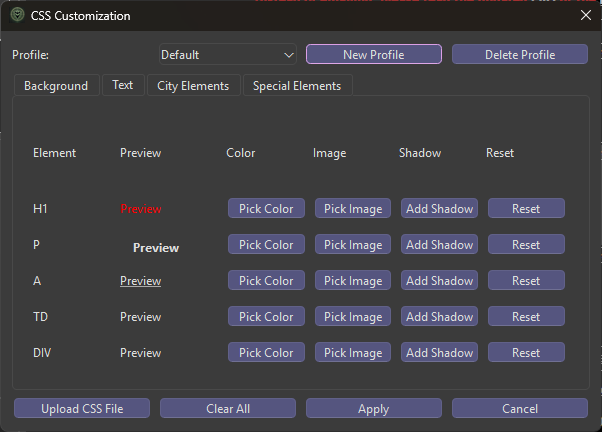 CSS Customization
Profile: Default New Profile Delete Profile
Background Text City Elements Special Elements
Element Preview Color Image Shadow Reset
H1 Preview Pick Color Pick Image Add Shadow Reset
P Preview Pick Color Pick Image Add Shadow Reset
A Preview Pick Color Pick Image Add Shadow Reset
TD Preview Pick Color Pick Image Add Shadow Reset
DIV Preview Pick Color Pick Image Add Shadow Reset
Upload CSS File Clear All Apply Cancel